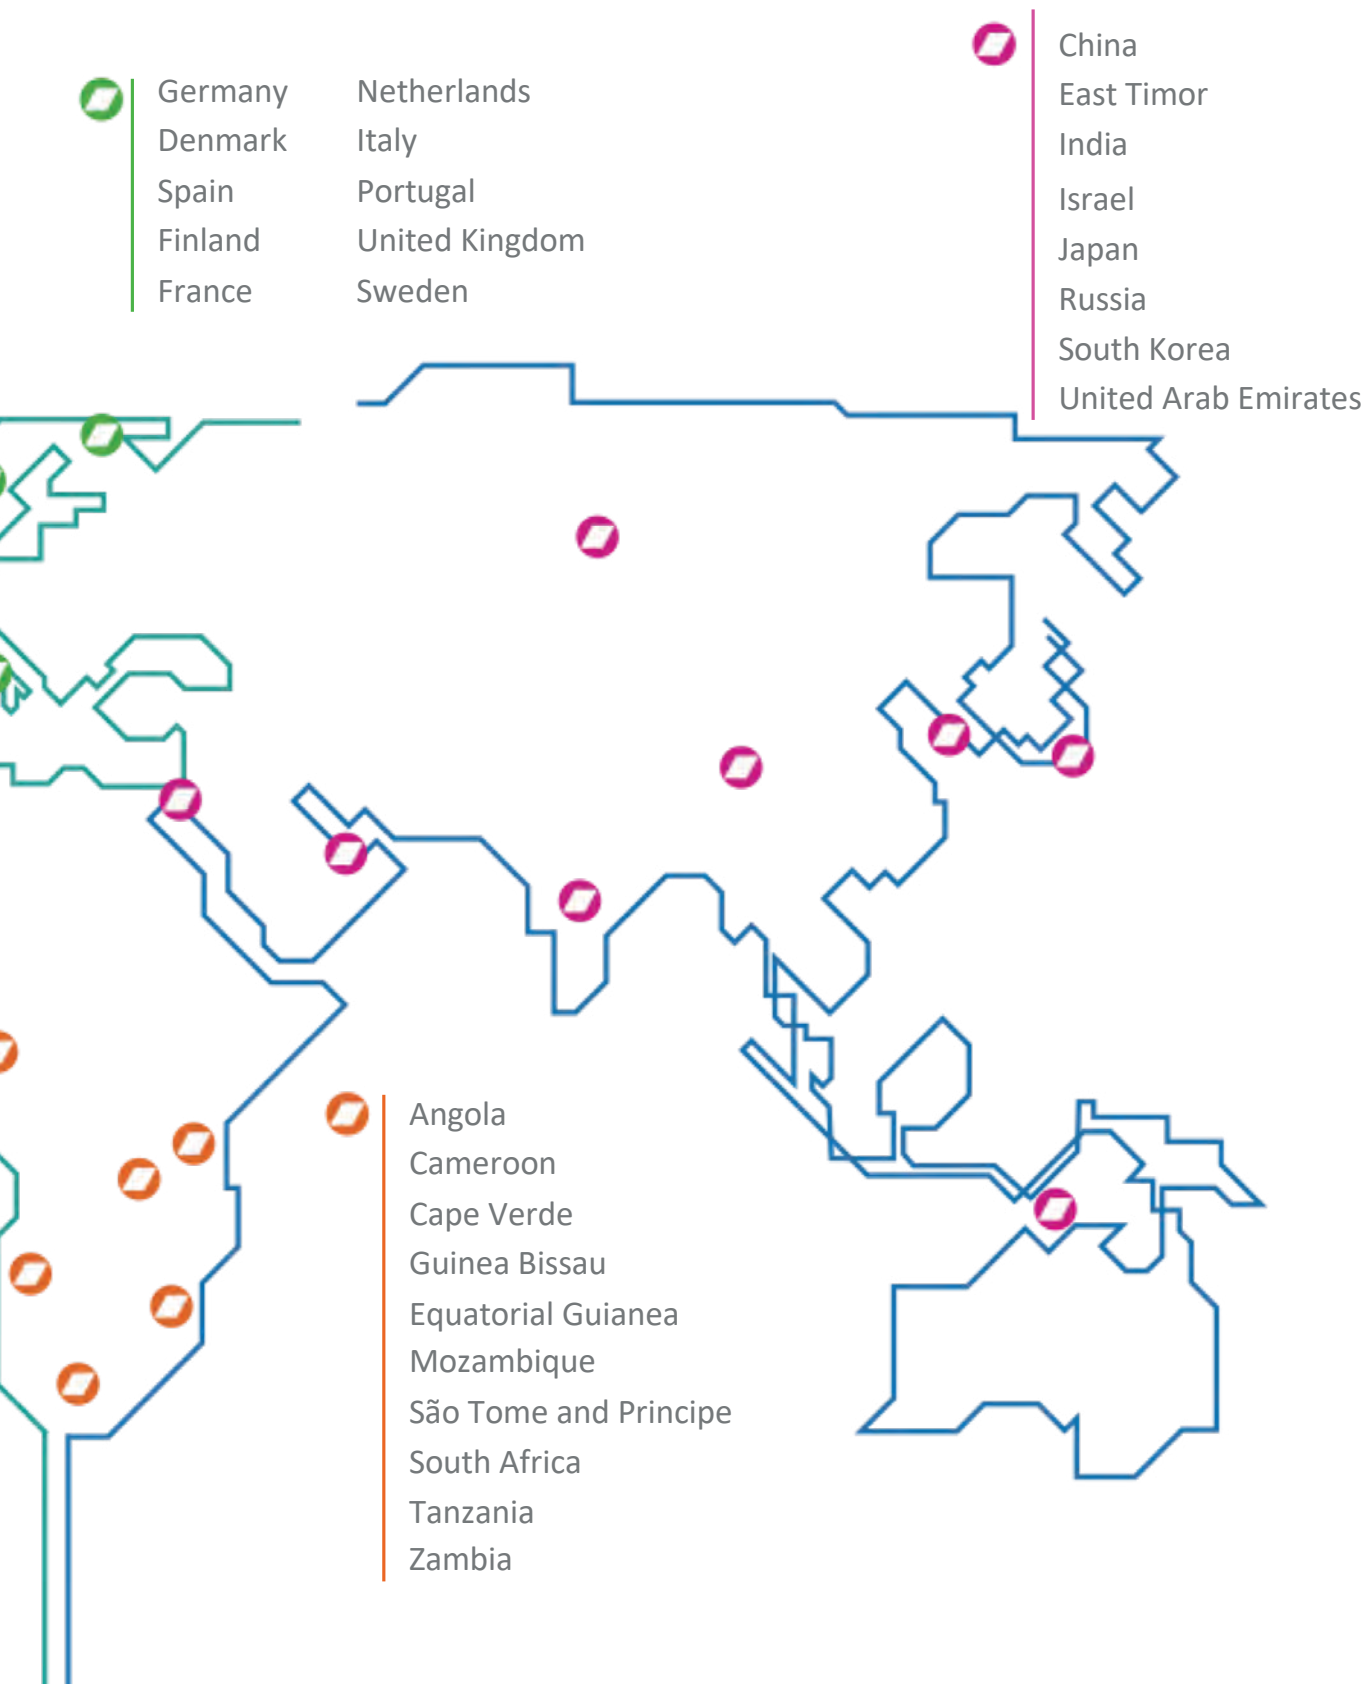 Germany
Denmark
Spain
Finland
France
Netherlands
Italy
Portugal
United Kingdom
Sweden
China
East Timor
India
Israel
Japan
Russia
South Korea
United Arab Emirates
Angola
Cameroon
Cape Verde
Guinea Bissau
Equatorial Guianea
Mozambique
São Tome and Principe
South Africa
Tanzania
Zambia